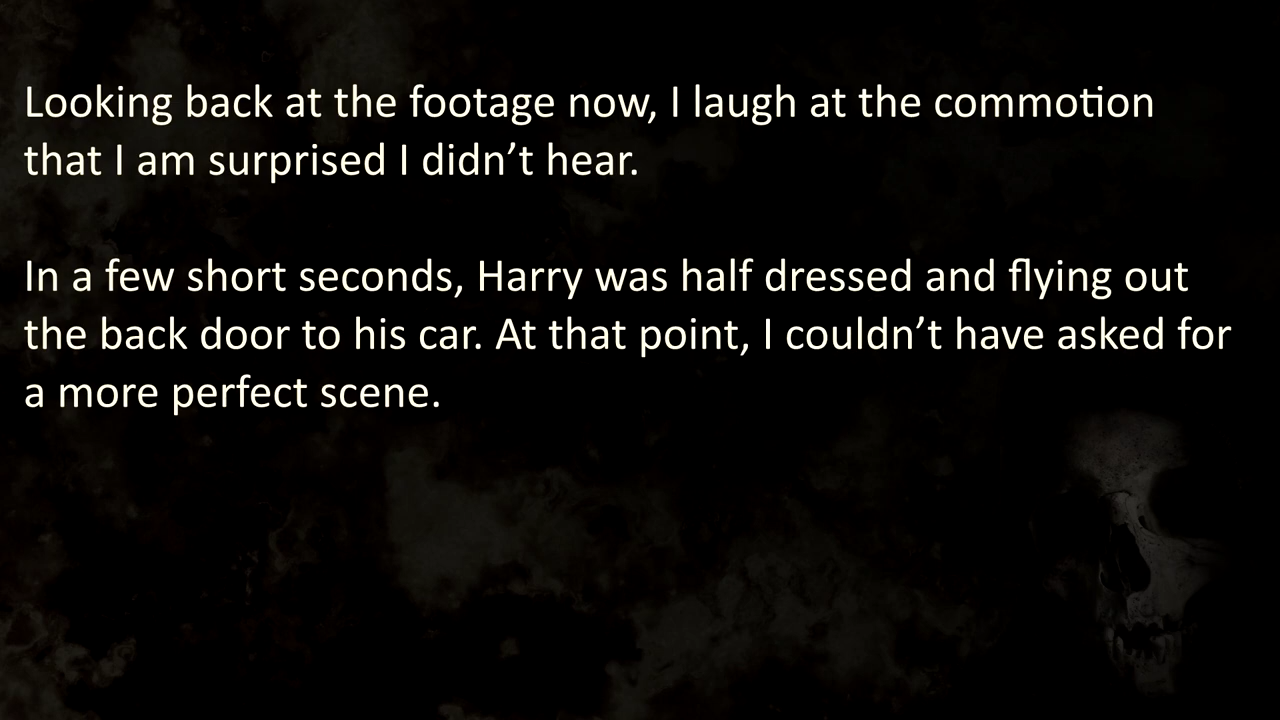 Looking back at the footage now, I laugh at the commotion
that I am surprised I didn’t hear.
In a few short seconds, Harry was half dressed and flying out
the back door to his car. At that point, I couldn’t have asked for
a more perfect scene.